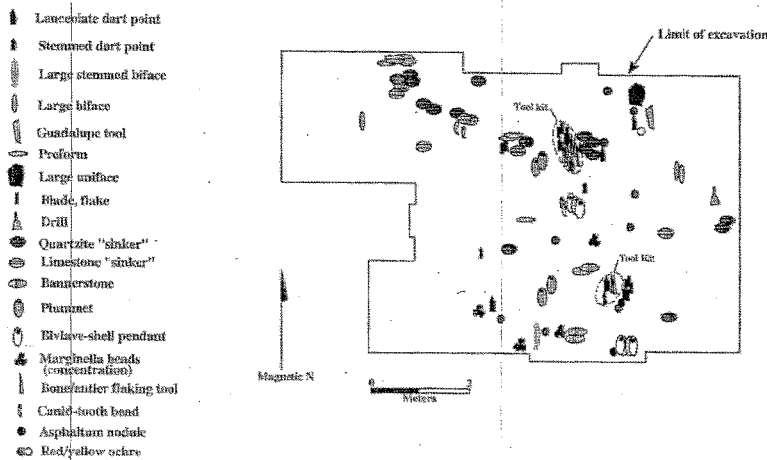 Lanceolate dart point
Stemmed dart point
Large stemmed biface
Large biface
Guadalupe tool
Preform
Large uniface
Blade, flake
Drill
Quartzite "sinker"
Limestone "sinker"
Bannerstone
Plummet
Bivlave-shell pendant
Marginella beads
(concentration)
Bone/antler flaking tool
Canid-tooth bead
Asphaltum nodule
Red/yellow ochre
Limit of excavation
Tool kit
Tool Kit
Magnetic N
0 2
Meters